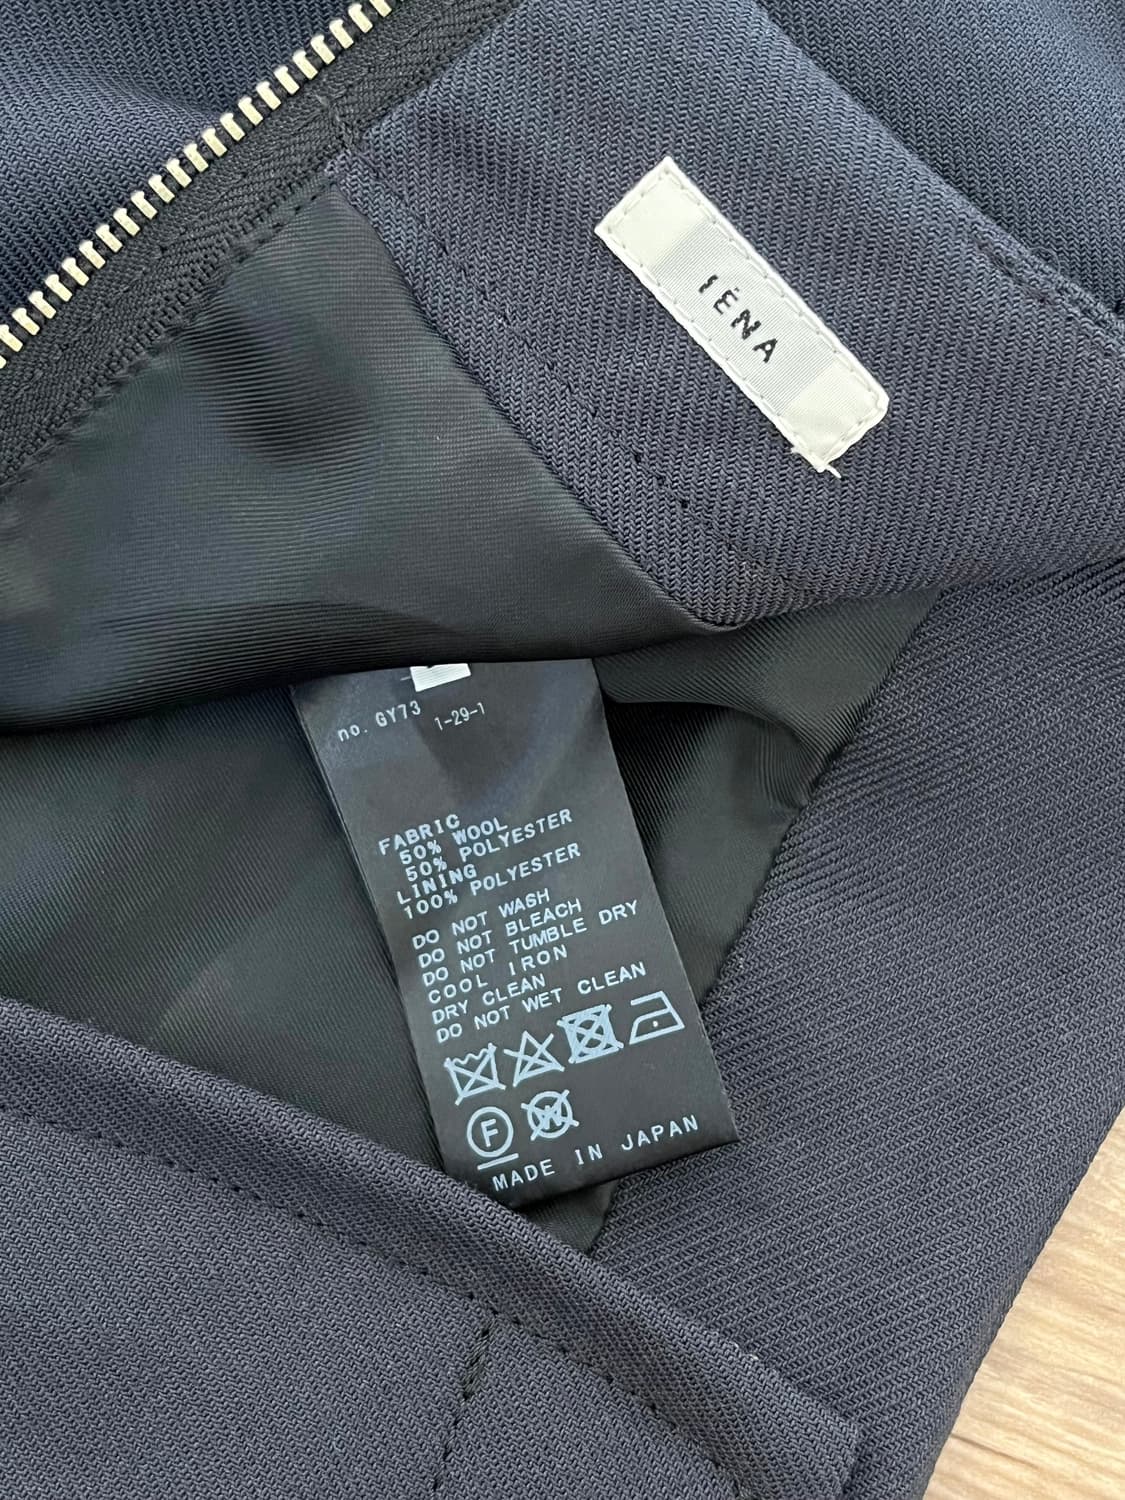 IÉNA
no. GY73
1-29-1
FABRIC
50% WOOL
50% POLYESTER
LINING
100% POLYESTER
DO NOT WASH
DO NOT BLEACH
DO NOT TUMBLE DRY
COOL IRON
DRY CLEAN
DO NOT WET CLEAN
F
W
MADE IN JAPAN